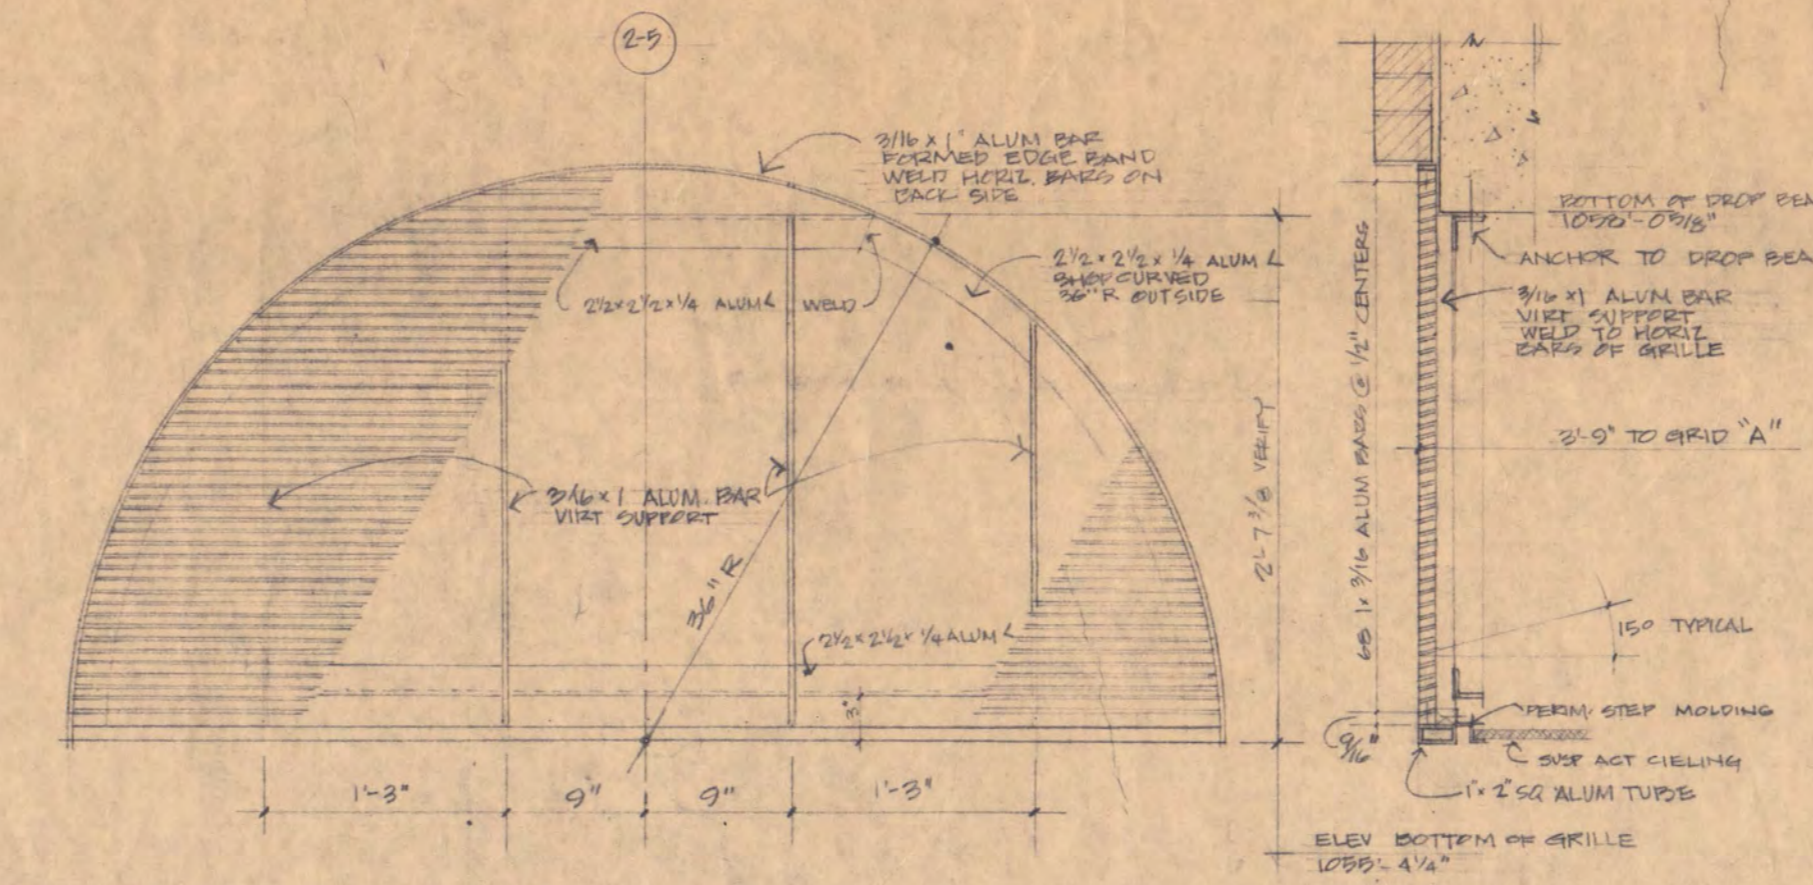 2-5
3/16 x 1" ALUM BAR
FORMED EDGE BAND
WELD HORIZ. BARS ON
BACK SIDE
2 1/2 x 2 1/2 x 1/4 ALUM L
SHOP CURVED
36" R OUTSIDE
2 1/2 x 2 1/2 x 1/4 ALUM L
WELD
3/16 x 1 ALUM. BAR
VIRT SUPPORT
36" R
2 1/2 x 2 1/2 x 1/4 ALUM L
3"
1'-3"
9"
9"
1'-3"
2'-7 3/8 VERIFY
68 1 x 3/16 ALUM BARS @ 1/2" CENTERS
BOTTOM OF DROP BEA
1058'-0 5/8"
ANCHOR TO DROP BEA
3/16 x 1 ALUM BAR
VIRT SUPPORT
WELD TO HORIZ
BARS OF GRILLE
3'-9" TO GRID "A"
15° TYPICAL
PERIM. STEP MOLDING
9/16"
SUSP ACT CIELING
1" x 2" SQ ALUM TUBE
ELEV BOTTOM OF GRILLE
1055'-4 1/4"